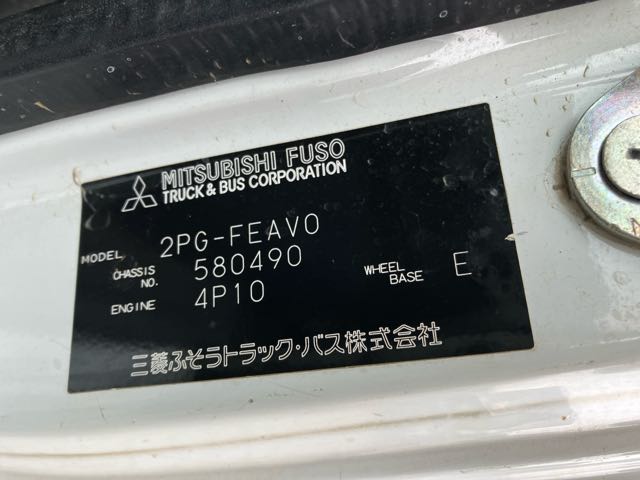 MITSUBISHI FUSO
TRUCK & BUS CORPORATION
MODEL 2PG-FEAV0
CHASSIS NO. 580490
ENGINE 4P10
WHEEL BASE E
三菱ふそうトラック・バス株式会社